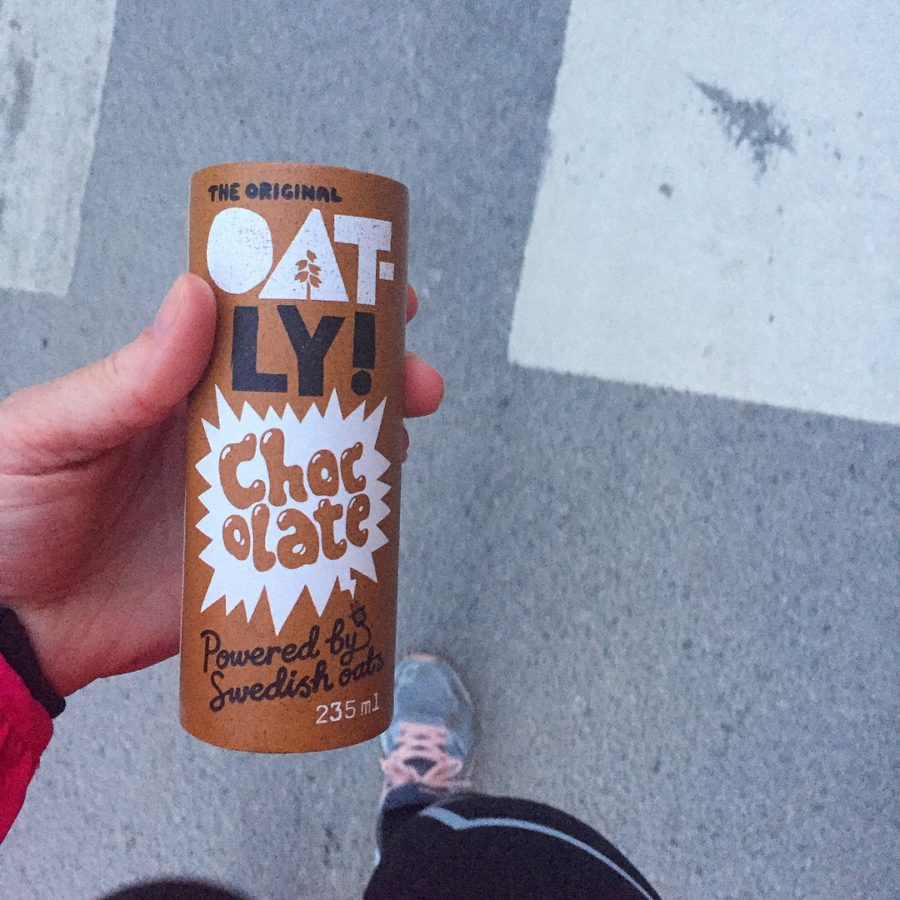 THE ORIGINAL
OAT-
LY!
Choc
olate
Powered by
Swedish oats
235 ml